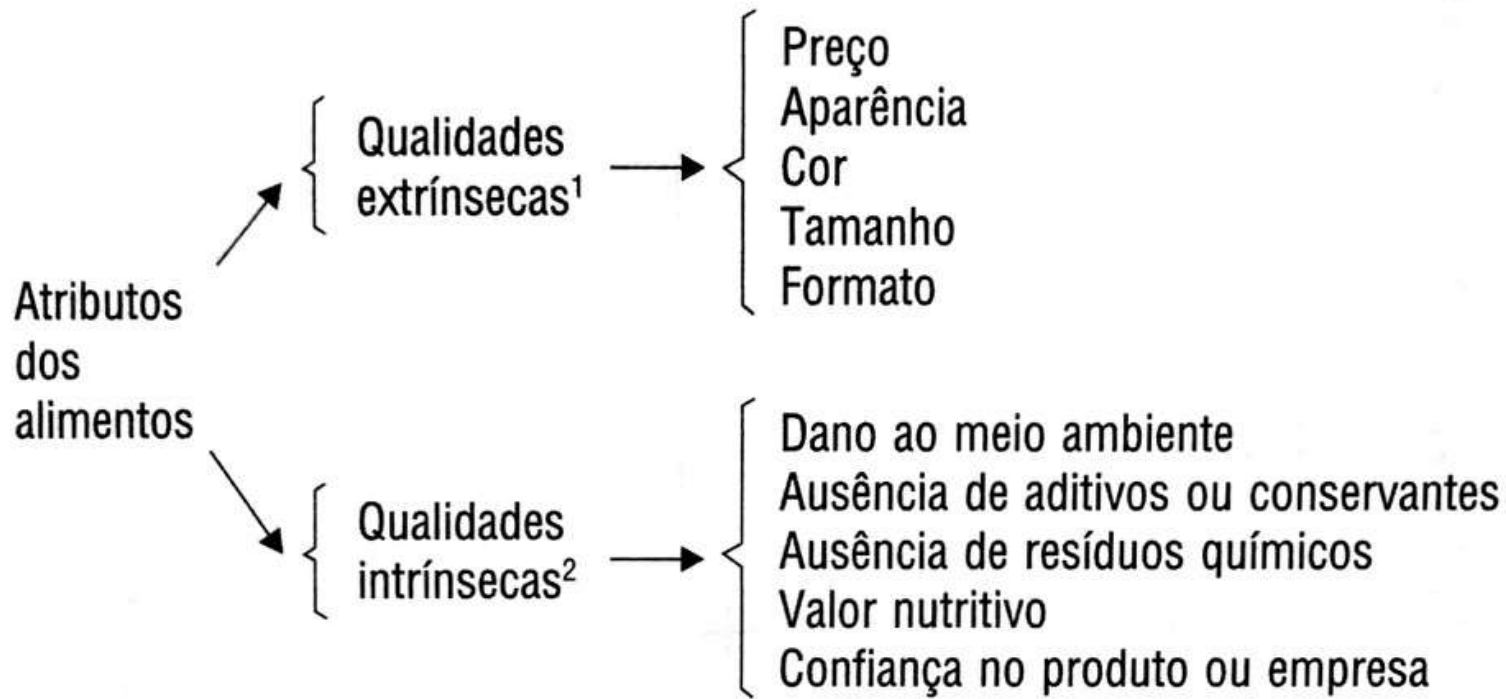 Atributos
dos
alimentos
Qualidades
extrínsecas¹
Preço
Aparência
Cor
Tamanho
Formato
Qualidades
intrínsecas²
Dano ao meio ambiente
Ausência de aditivos ou conservantes
Ausência de resíduos químicos
Valor nutritivo
Confiança no produto ou empresa